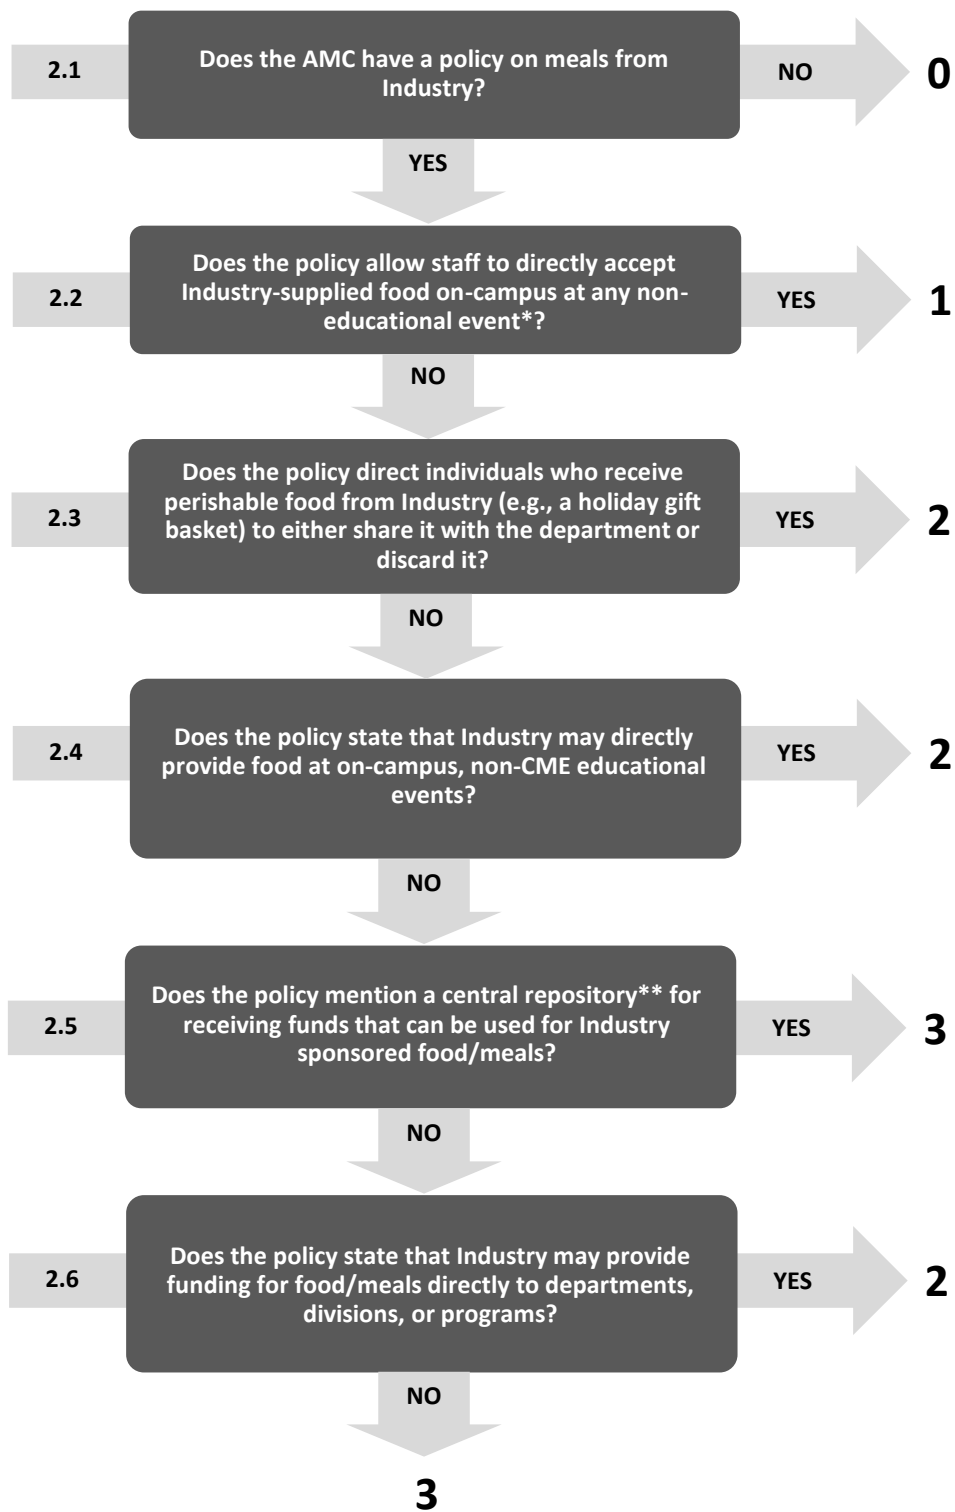 2.1
Does the AMC have a policy on meals from
Industry?
NO
0
YES
2.2
Does the policy allow staff to directly accept
Industry-supplied food on-campus at any non-
educational event*?
YES
1
NO
2.3
Does the policy direct individuals who receive
perishable food from Industry (e.g., a holiday gift
basket) to either share it with the department or
discard it?
YES
2
NO
2.4
Does the policy state that Industry may directly
provide food at on-campus, non-CME educational
events?
YES
2
NO
2.5
Does the policy mention a central repository** for
receiving funds that can be used for Industry
sponsored food/meals?
YES
3
NO
2.6
Does the policy state that Industry may provide
funding for food/meals directly to departments,
divisions, or programs?
YES
2
NO
3